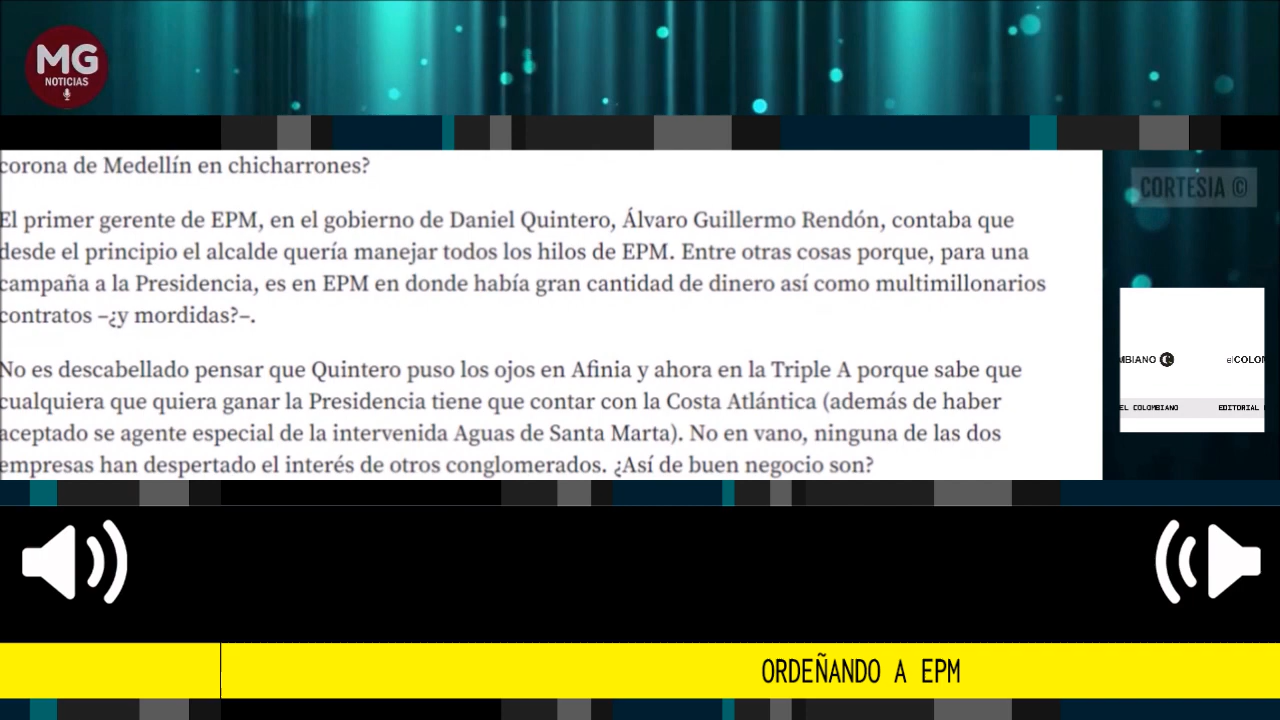 MG
NOTICIAS
corona de Medellín en chicharrones?
El primer gerente de EPM, en el gobierno de Daniel Quintero, Álvaro Guillermo Rendón, contaba que
desde el principio el alcalde quería manejar todos los hilos de EPM. Entre otras cosas porque, para una
campaña a la Presidencia, es en EPM en donde había gran cantidad de dinero así como multimillonarios
contratos –¿y mordidas?–.
No es descabellado pensar que Quintero puso los ojos en Afinia y ahora en la Triple A porque sabe que
cualquiera que quiera ganar la Presidencia tiene que contar con la Costa Atlántica (además de haber
aceptado se agente especial de la intervenida Aguas de Santa Marta). No en vano, ninguna de las dos
empresas han despertado el interés de otros conglomerados. ¿Así de buen negocio son?
CORTESIA ©
MBIANO elCOLOM
EL COLOMBIANO EDITORIAL
ORDEÑANDO A EPM